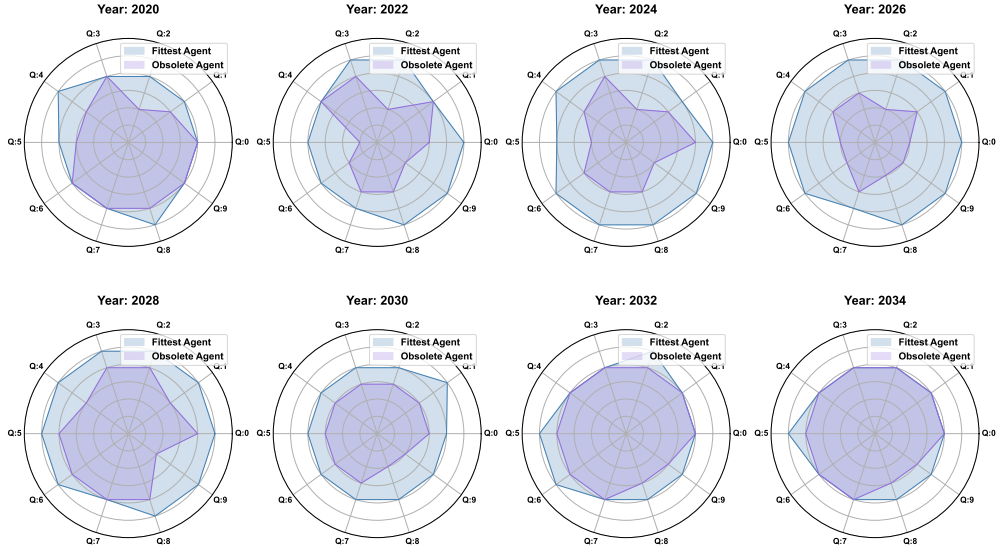 Year: 2020
Q:3
Q:2
Fittest Agent
Obsolete Agent
Q:4
Q:1
Q:5
Q:0
Q:6
Q:9
Q:7
Q:8
Year: 2022
Q:3
Q:2
Fittest Agent
Obsolete Agent
Q:4
Q:1
Q:5
Q:0
Q:6
Q:9
Q:7
Q:8
Year: 2024
Q:3
Q:2
Fittest Agent
Obsolete Agent
Q:4
Q:1
Q:5
Q:0
Q:6
Q:9
Q:7
Q:8
Year: 2026
Q:3
Q:2
Fittest Agent
Obsolete Agent
Q:4
Q:1
Q:5
Q:0
Q:6
Q:9
Q:7
Q:8
Year: 2028
Q:3
Q:2
Fittest Agent
Obsolete Agent
Q:4
Q:1
Q:5
Q:0
Q:6
Q:9
Q:7
Q:8
Year: 2030
Q:3
Q:2
Fittest Agent
Obsolete Agent
Q:4
Q:1
Q:5
Q:0
Q:6
Q:9
Q:7
Q:8
Year: 2032
Q:3
Q:2
Fittest Agent
Obsolete Agent
Q:4
Q:1
Q:5
Q:0
Q:6
Q:9
Q:7
Q:8
Year: 2034
Q:3
Q:2
Fittest Agent
Obsolete Agent
Q:4
Q:1
Q:5
Q:0
Q:6
Q:9
Q:7
Q:8